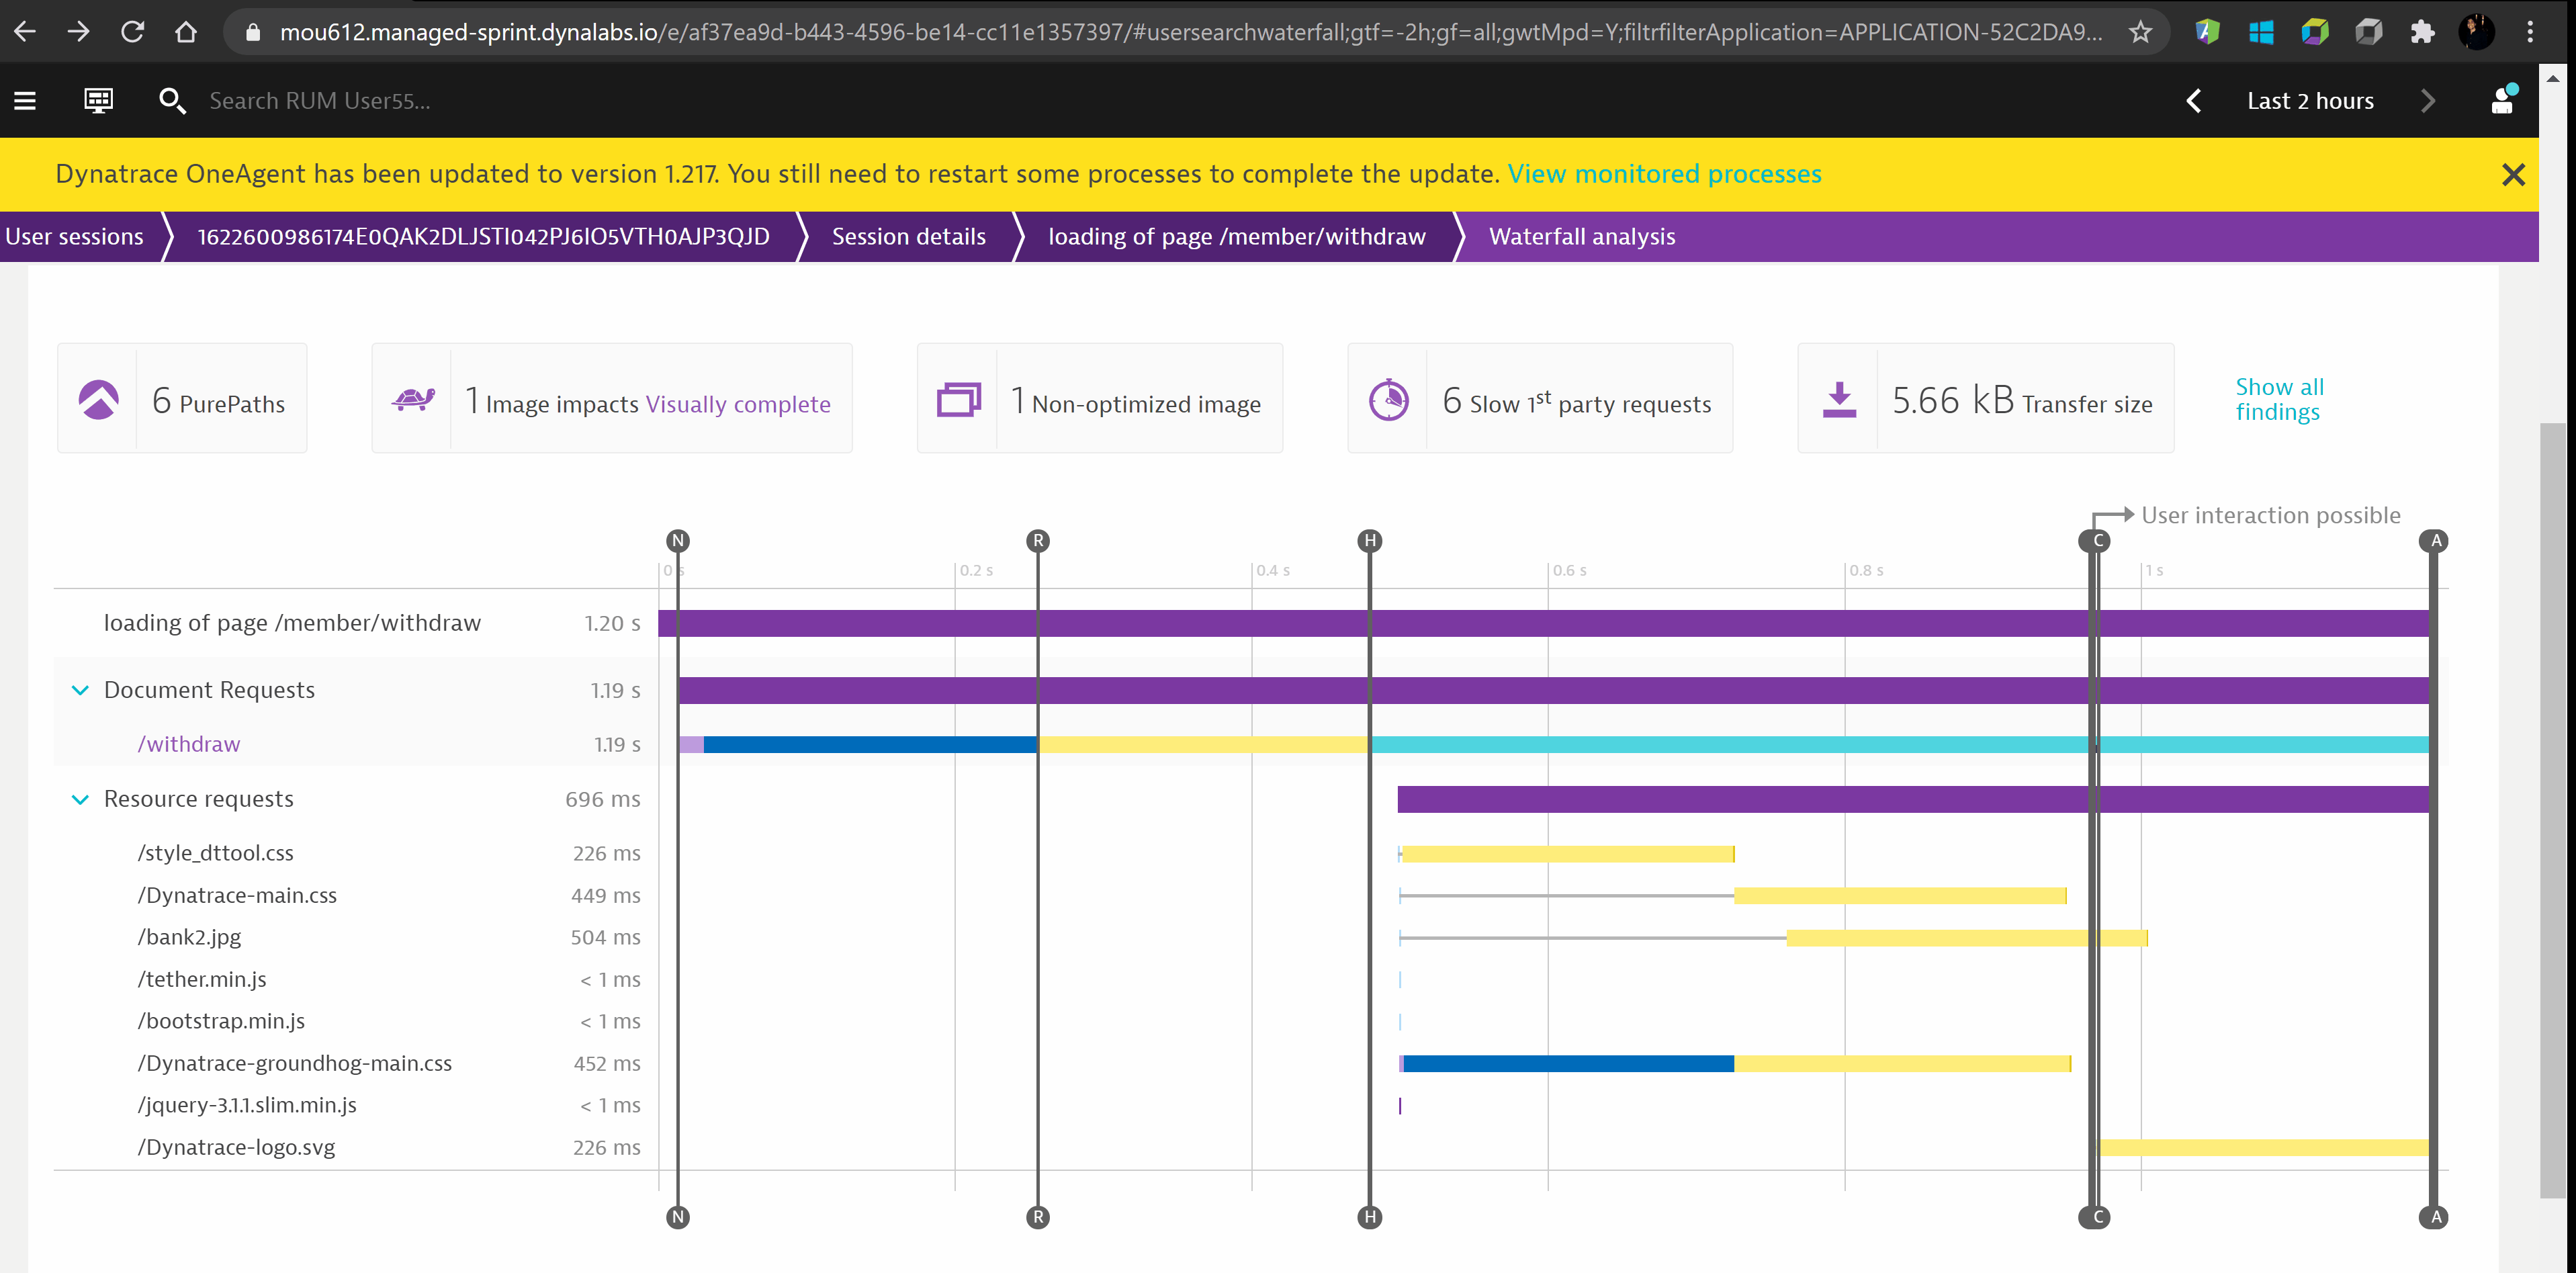 mou612.managed-sprint.dynalabs.io/e/af37ea9d-b443-4596-be14-cc11e1357397/#usersearchwaterfall;gtf=-2h;gf=all;gwtMpd=Y;filtrfilterApplication=APPLICATION-52C2DA9...
Search RUM User55...
Last 2 hours
Dynatrace OneAgent has been updated to version 1.217. You still need to restart some processes to complete the update. View monitored processes
User sessions 1622600986174E0QAK2DLJSTI042PJ6IO5VTH0AJP3QJD Session details loading of page /member/withdraw Waterfall analysis
6 PurePaths
1 Image impacts Visually complete
1 Non-optimized image
6 Slow 1st party requests
5.66 kB Transfer size
Show all
findings
User interaction possible
N R H C A
0 s 0.2 s 0.4 s 0.6 s 0.8 s 1 s
loading of page /member/withdraw 1.20 s
Document Requests 1.19 s
/withdraw 1.19 s
Resource requests 696 ms
/style_dttool.css 226 ms
/Dynatrace-main.css 449 ms
/bank2.jpg 504 ms
/tether.min.js < 1 ms
/bootstrap.min.js < 1 ms
/Dynatrace-groundhog-main.css 452 ms
/jquery-3.1.1.slim.min.js < 1 ms
/Dynatrace-logo.svg 226 ms
N R H C A